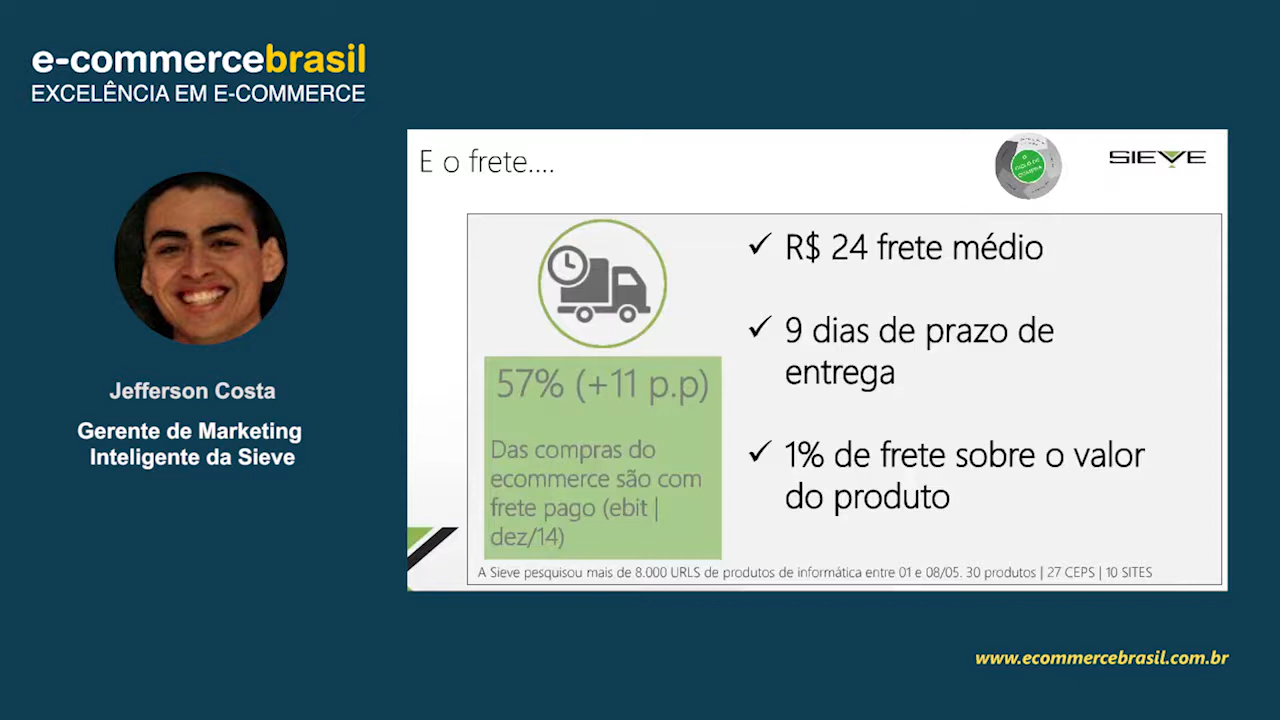 e-commercebrasil
EXCELÊNCIA EM E-COMMERCE
E o frete....
SIEVE
✓ R$ 24 frete médio
✓ 9 dias de prazo de
entrega
57% (+11 p.p)
Das compras do
ecommerce são com
frete pago (ebit |
dez/14)
✓ 1% de frete sobre o valor
do produto
A Sieve pesquisou mais de 8.000 URLS de produtos de informática entre 01 e 08/05. 30 produtos | 27 CEPS | 10 SITES
Jefferson Costa
Gerente de Marketing
Inteligente da Sieve
www.ecommercebrasil.com.br